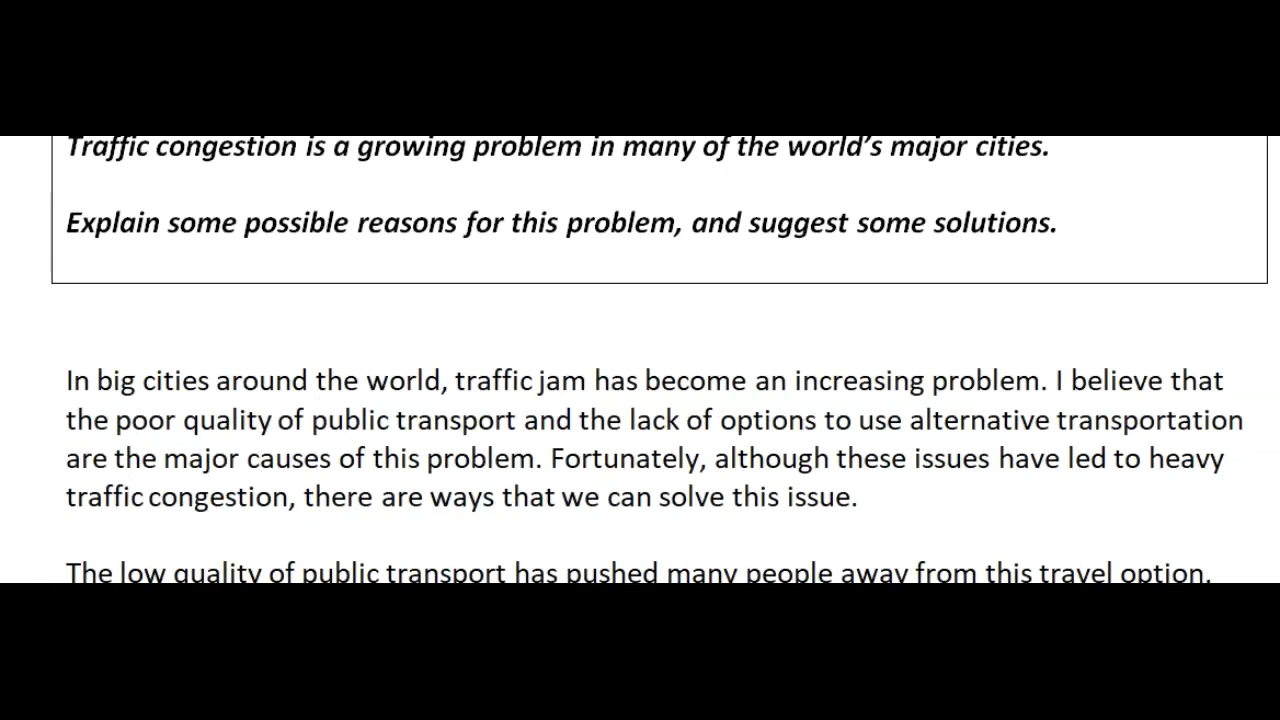 Traffic congestion is a growing problem in many of the world's major cities.
Explain some possible reasons for this problem, and suggest some solutions.
In big cities around the world, traffic jam has become an increasing problem. I believe that
the poor quality of public transport and the lack of options to use alternative transportation
are the major causes of this problem. Fortunately, although these issues have led to heavy
traffic congestion, there are ways that we can solve this issue.
The low quality of public transport has pushed many people away from this travel option.